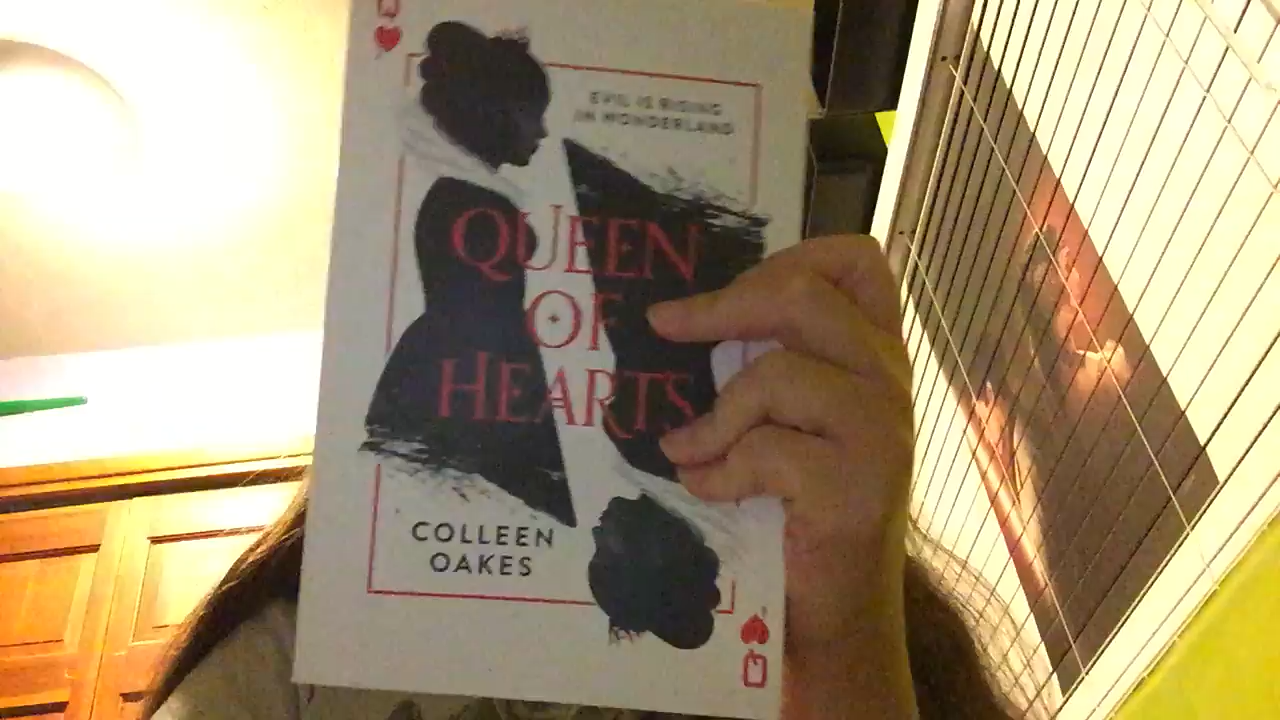 Q
EVIL IS RISING
IN WONDERLAND
QUEEN
OF
HEARTS
COLLEEN
OAKES
Q